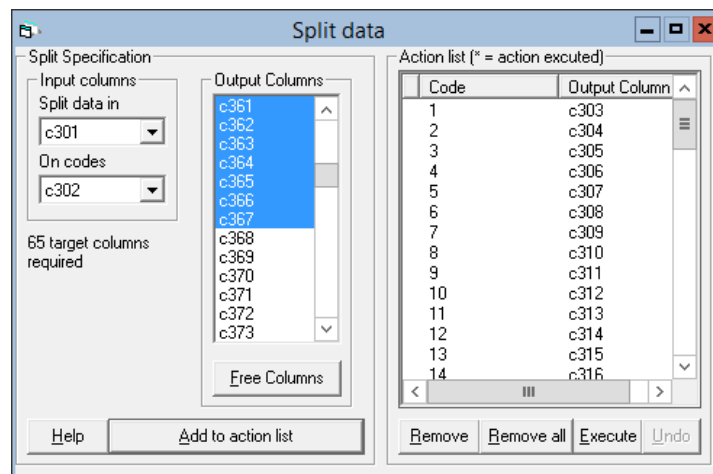 Split data
Split Specification
Input columns
Split data in
c301
On codes
c302
65 target columns
required
Output Columns
c361
c362
c363
c364
c365
c366
c367
c368
c369
c370
c371
c372
c373
Free Columns
Help
Add to action list
Action list (* = action excuted)
Code Output Column
1 c303
2 c304
3 c305
4 c306
5 c307
6 c308
7 c309
8 c310
9 c311
10 c312
11 c313
12 c314
13 c315
14 c316
Remove Remove all Execute Undo